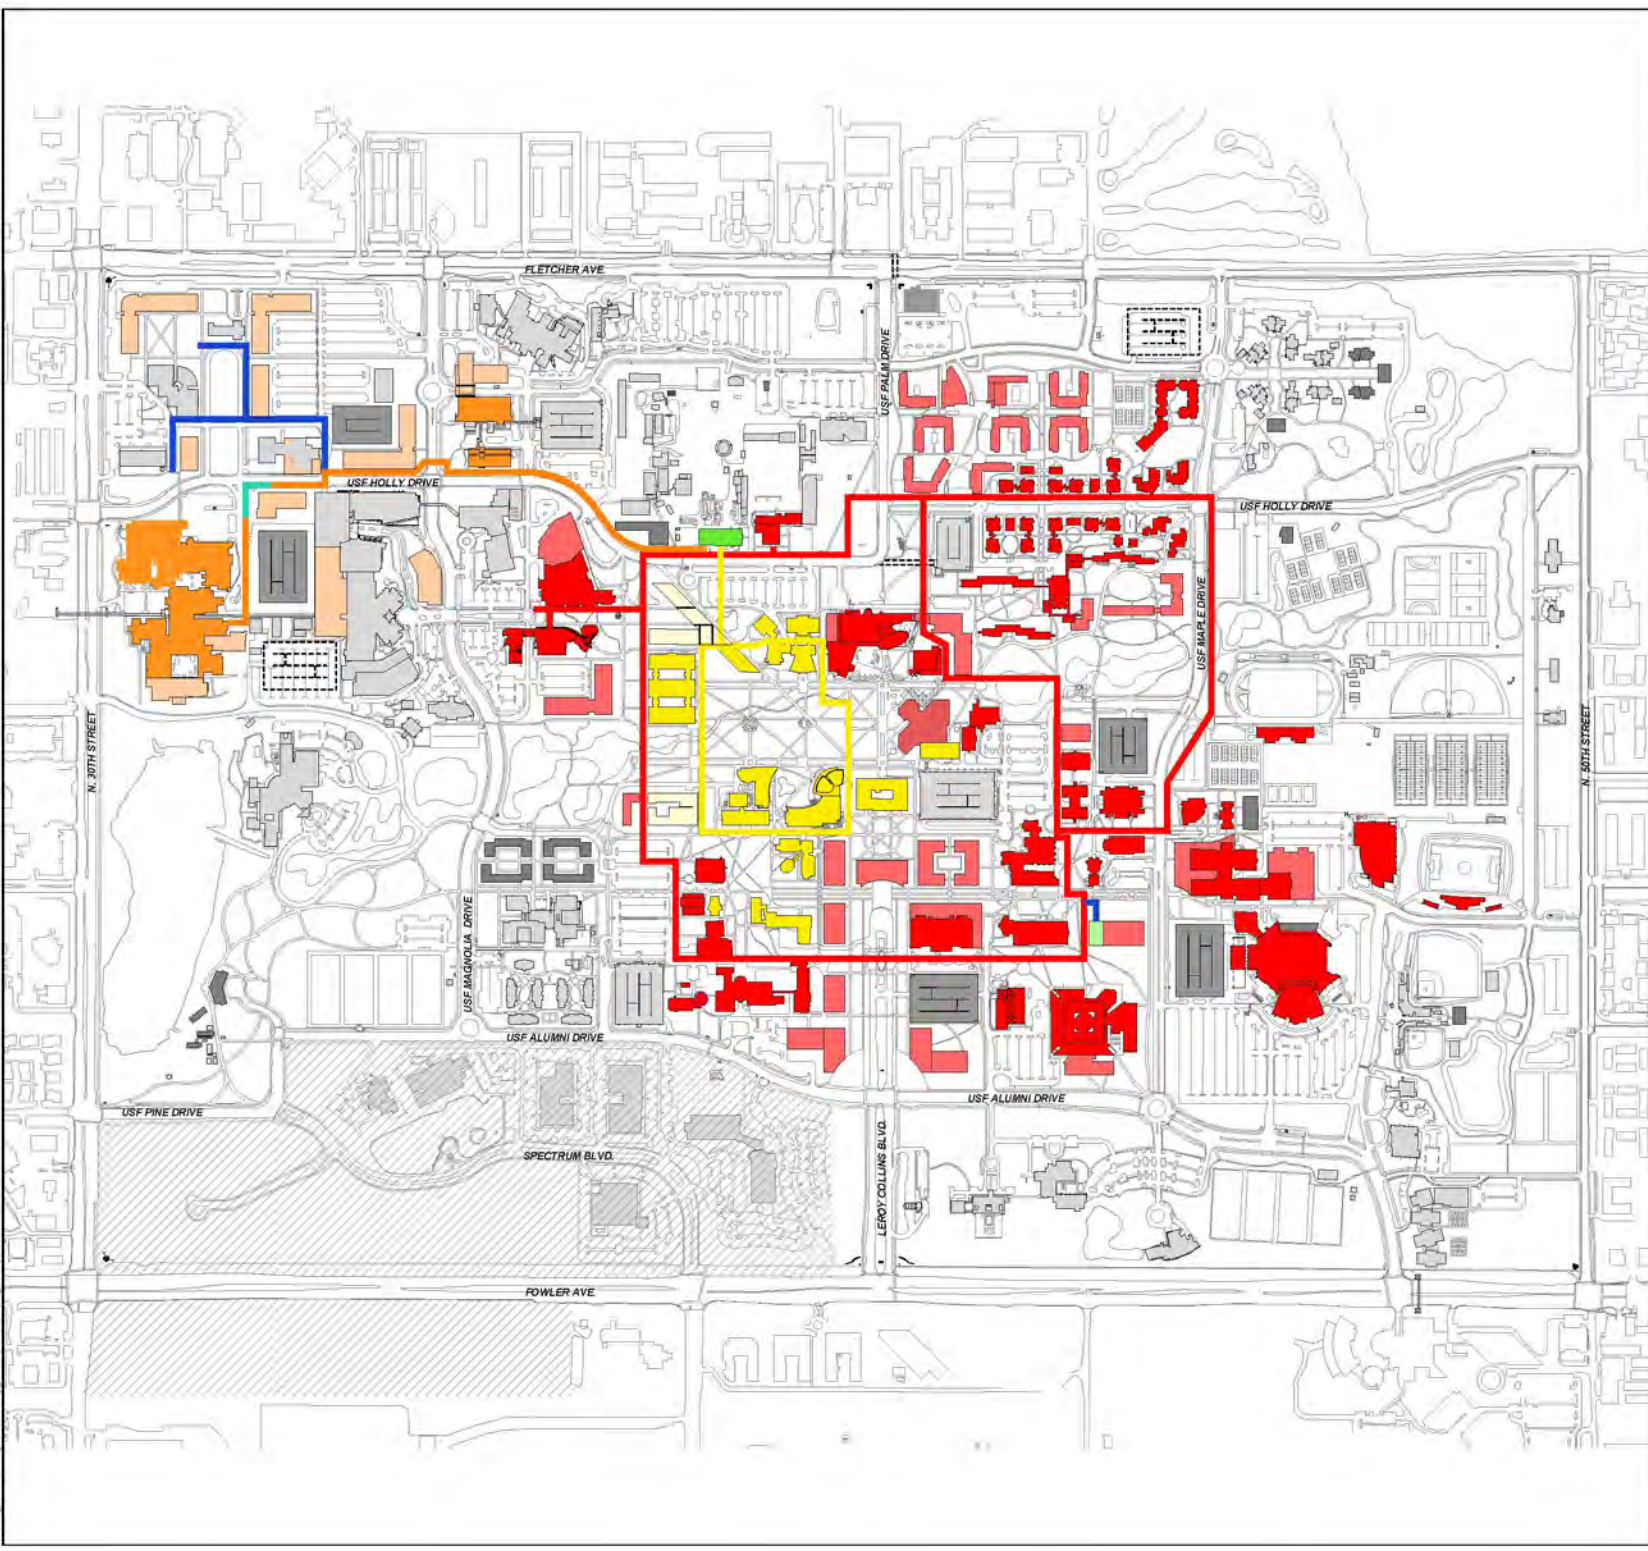 FLETCHER AVE.
USF PALM DRIVE
USF HOLLY DRIVE
USF HOLLY DRIVE
USF MAPLE DRIVE
N. 30TH STREET
N. 50TH STREET
USF MAGNOLIA DRIVE
USF ALUMNI DRIVE
USF ALUMNI DRIVE
USF PINE DRIVE
SPECTRUM BLVD.
LEROY COLLINS BLVD.
FOWLER AVE.